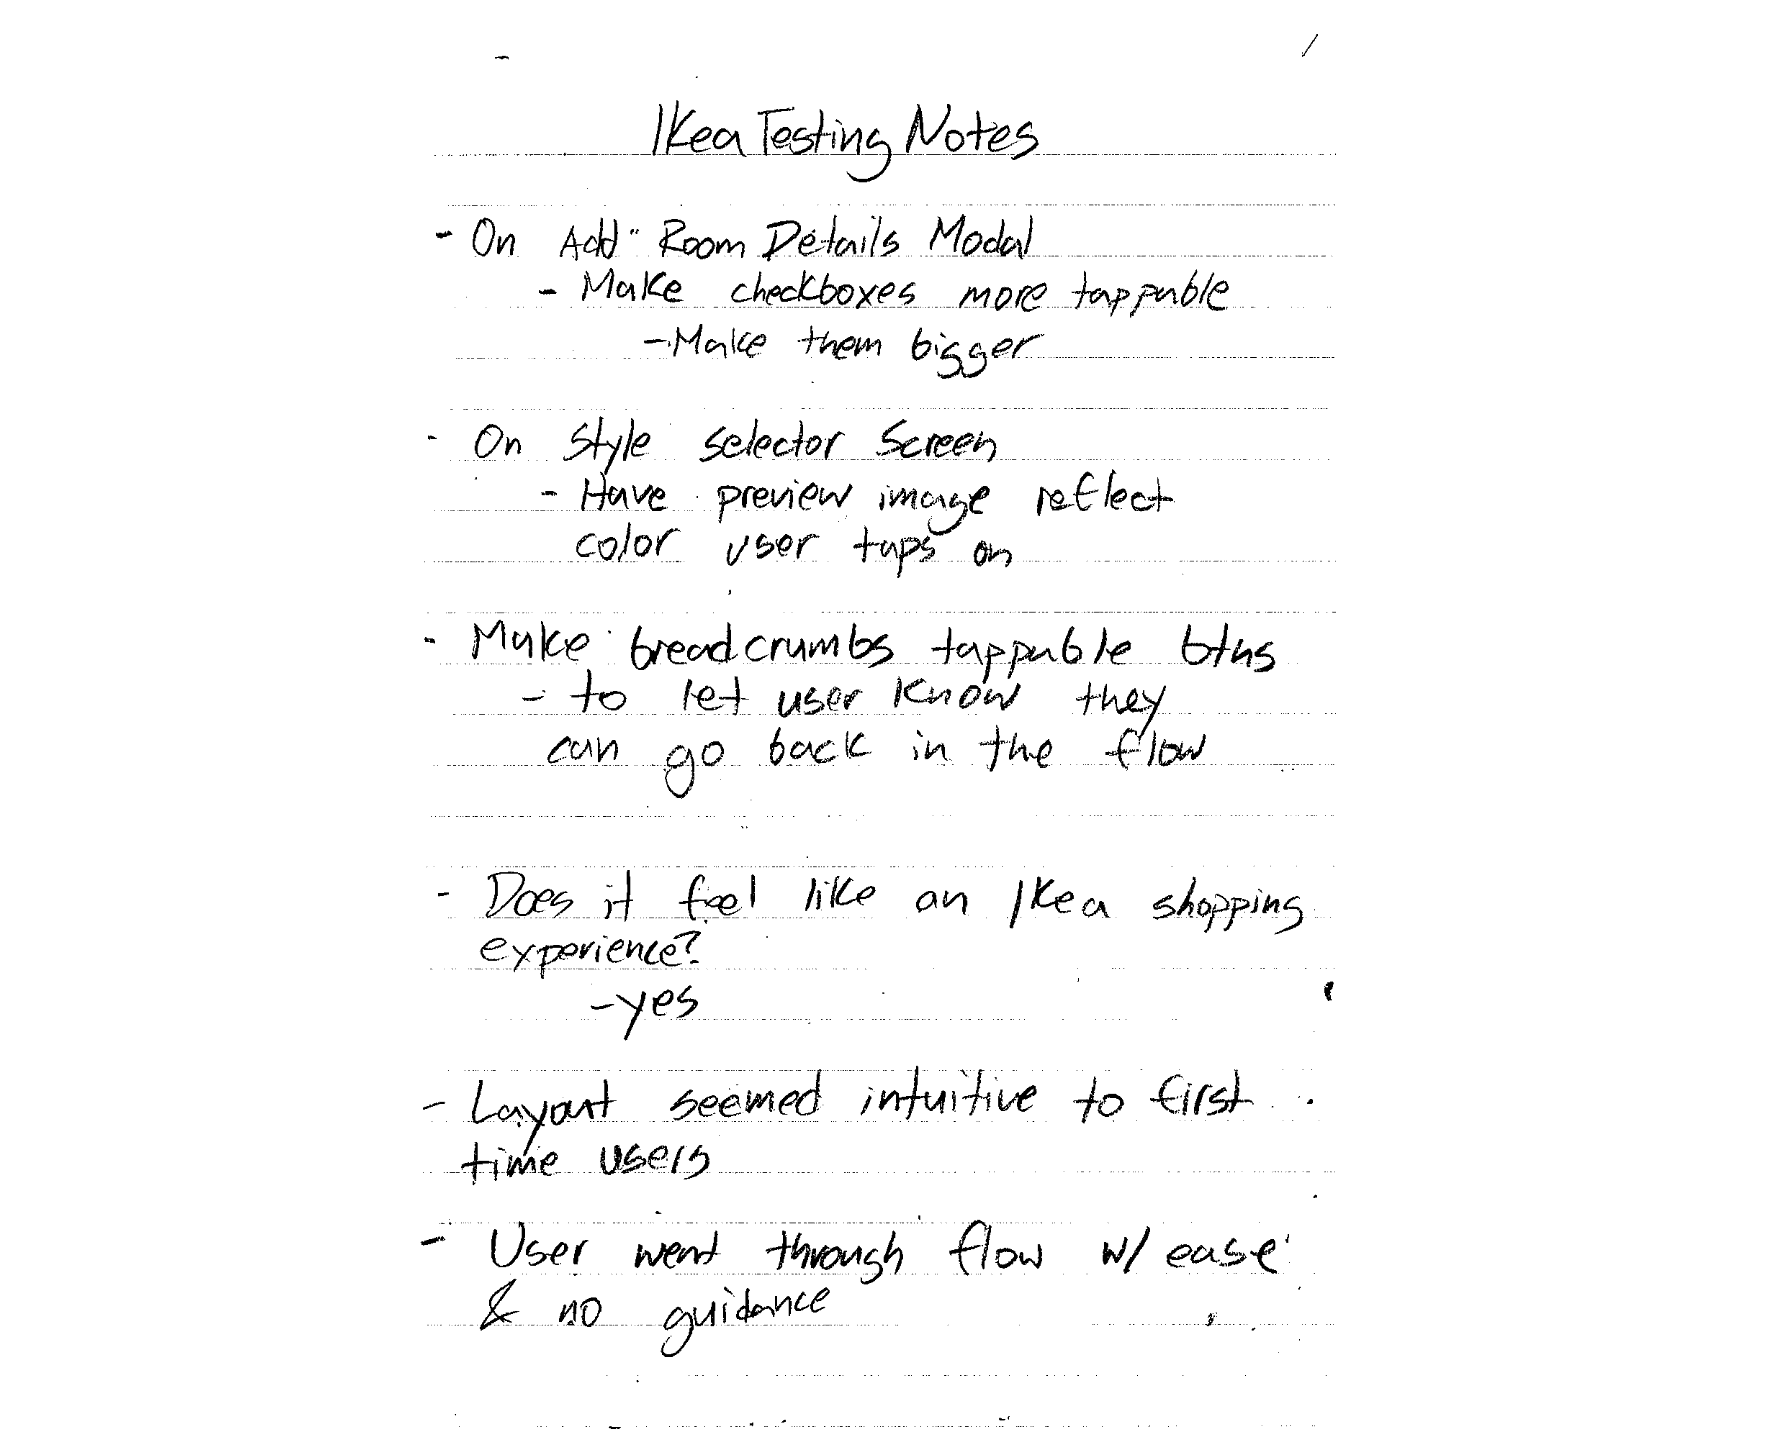 IKea Testing Notes
- On Add" Room Details Modal
- Make checkboxes more tappable
- Make them bigger
- On Style selector Screen
- Have preview image reflect
color user taps on
- Make breadcrumbs tappable btns
- to let user know they
can go back in the flow
- Does it feel like an IKea shopping
experience?
- yes
- Layout seemed intuitive to first
time users
- User went through flow w/ ease
& no guidance